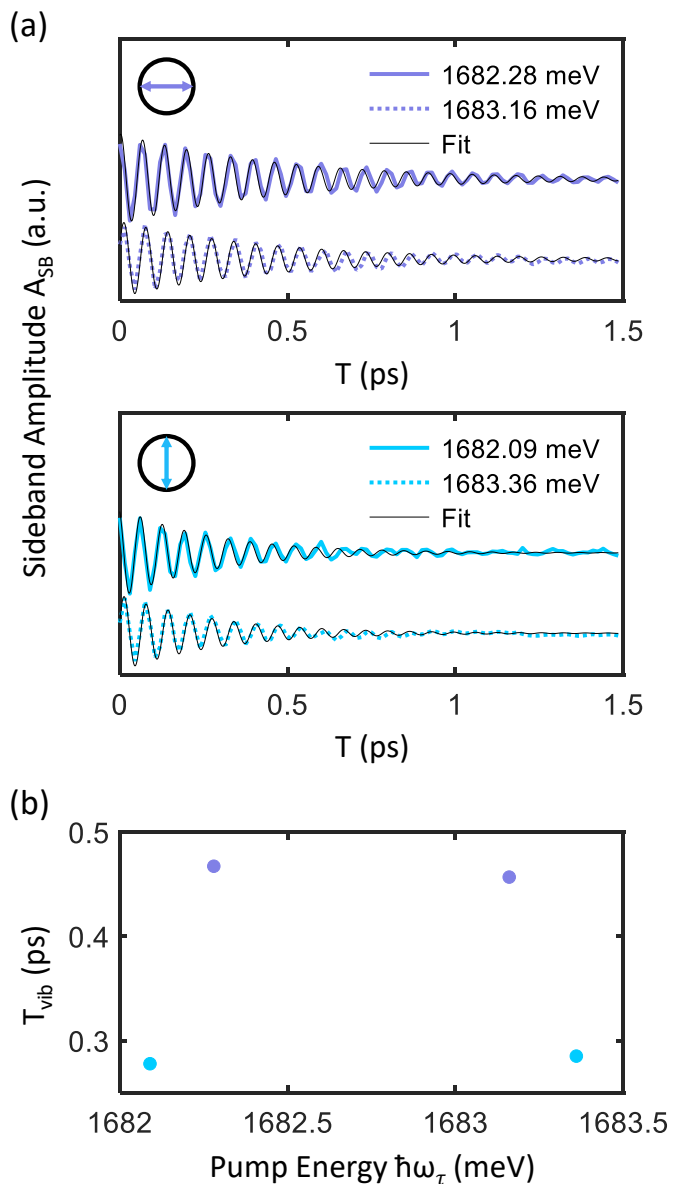 (a)
Sideband Amplitude A_SB (a.u.)
1682.28 meV
1683.16 meV
Fit
0 0.5 1 1.5
T (ps)
1682.09 meV
1683.36 meV
Fit
0 0.5 1 1.5
T (ps)
(b)
T_vib (ps)
0.5
0.4
0.3
1682 1682.5 1683 1683.5
Pump Energy ħω_τ (meV)